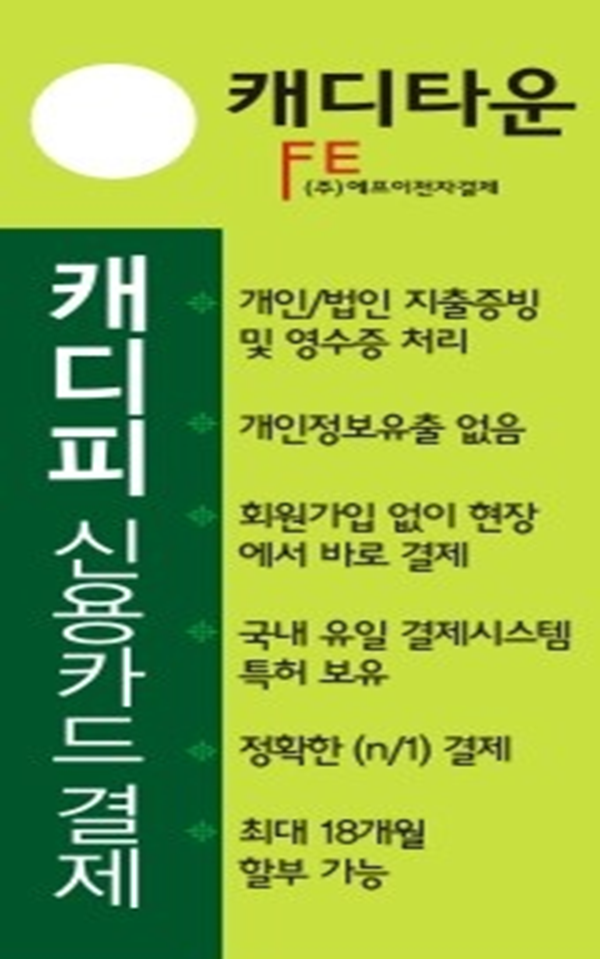 캐디타운
FE
(주)에프이전자결제
캐디피 신용카드 결제
개인/법인 지출증빙
및 영수증 처리
개인정보유출 없음
회원가입 없이 현장
에서 바로 결제
국내 유일 결제시스템
특허 보유
정확한 (n/1) 결제
최대 18개월
할부 가능